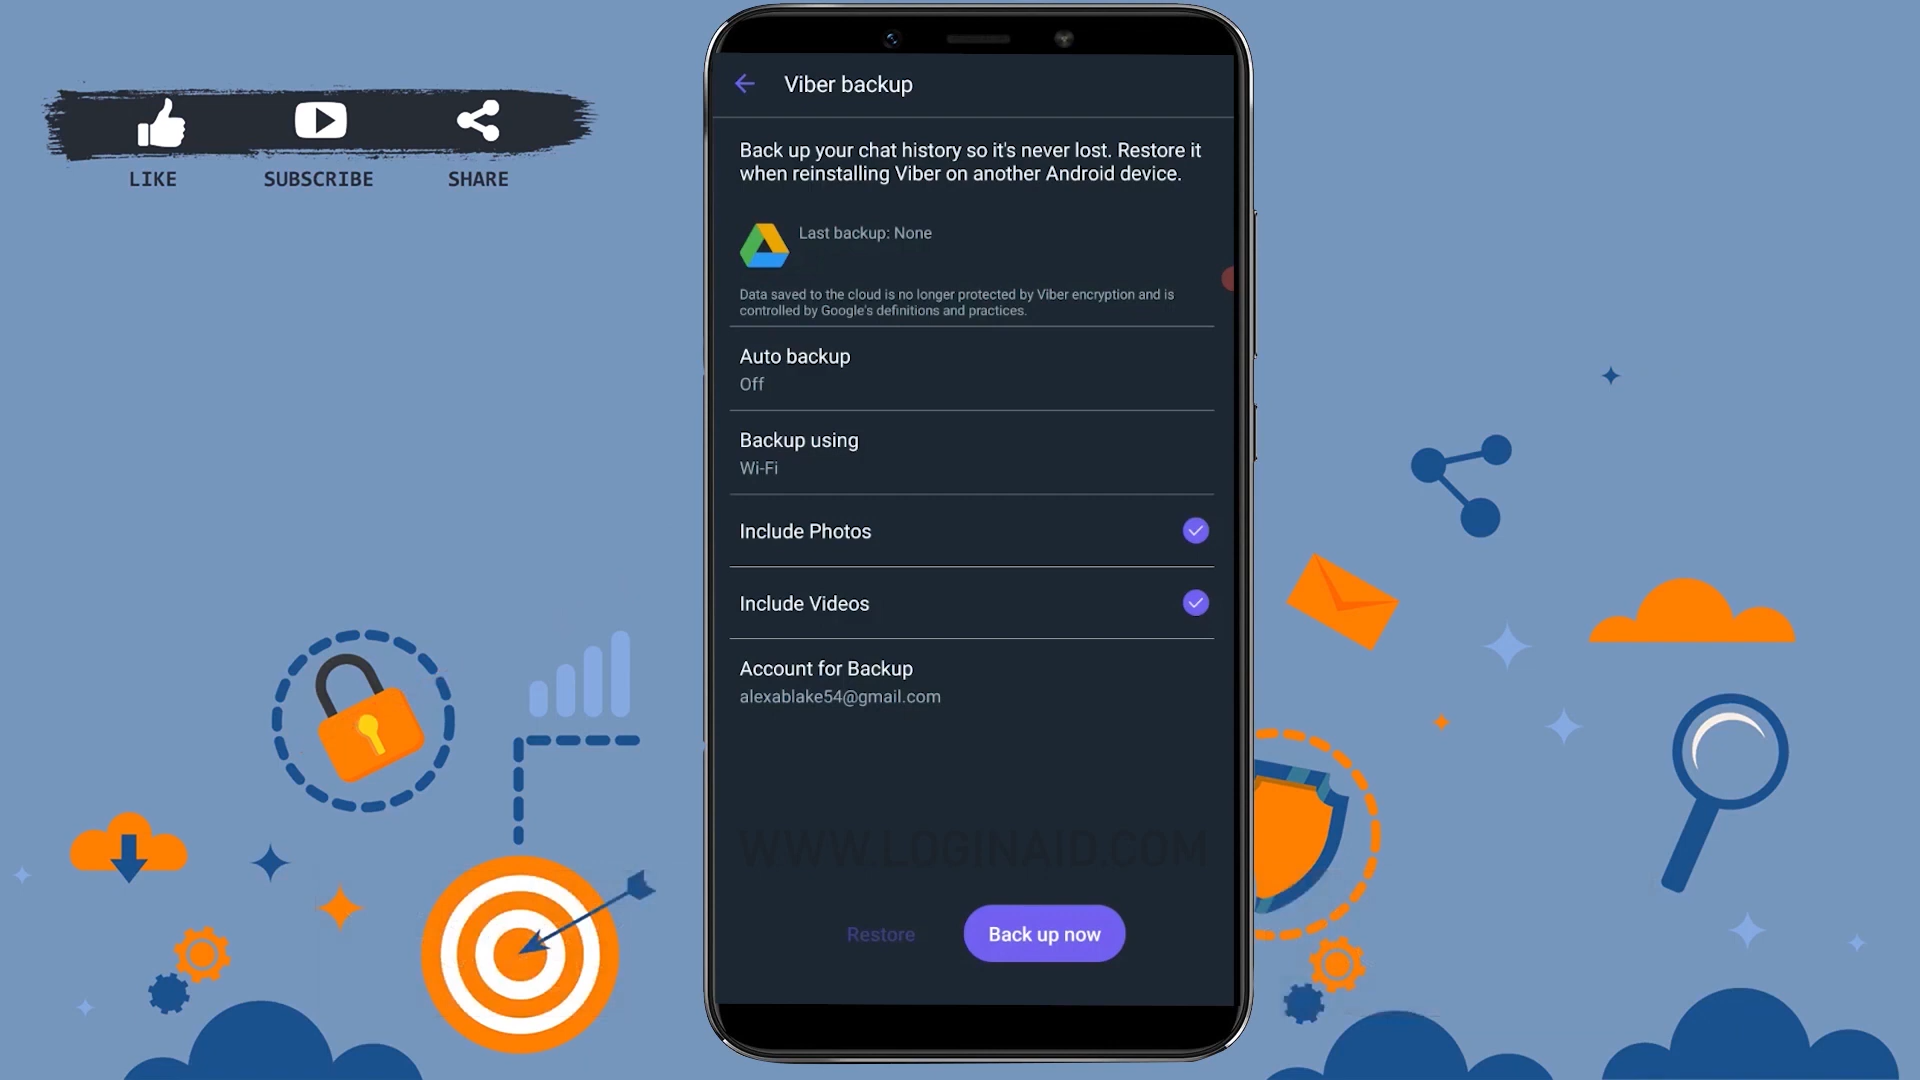 LIKE
SUBSCRIBE
SHARE
Viber backup
Back up your chat history so it's never lost. Restore it
when reinstalling Viber on another Android device.
Last backup: None
Data saved to the cloud is no longer protected by Viber encryption and is
controlled by Google's definitions and practices.
Auto backup
Off
Backup using
Wi-Fi
Include Photos
Include Videos
Account for Backup
alexablake54@gmail.com
WWW.LOGINAID.COM
Restore
Back up now